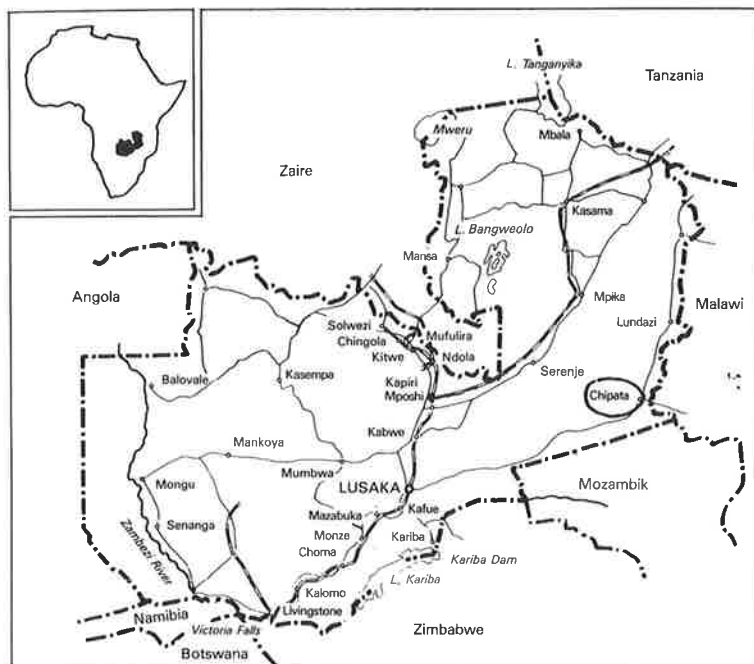 L. Tanganyika
Tanzania
Mweru
Mbala
Zaire
Kasama
L. Bangweolo
Mansa
Angola
Mpika
Malawi
Solwezi
Mufulira
Lundazi
Chingola
Kitwe
Ndola
Serenje
Balovale
Kasempa
Kapiri
Mposhi
Chipata
Kabwe
Mankoya
Mumbwa
Mongu
LUSAKA
Mozambik
Senanga
Mazabuka
Kafue
Zambezi River
Monze
Kariba
Choma
Kariba Dam
Kalomo
L. Kariba
Namibia
Livingstone
Victoria Falls
Zimbabwe
Botswana